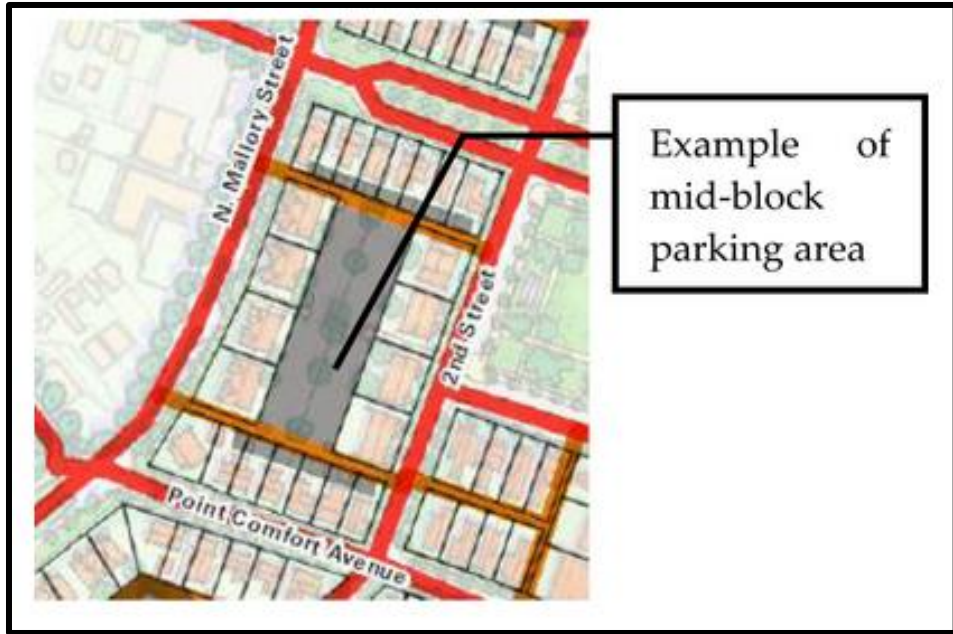 N. Mallory Street
Example of
mid-block
parking area
2nd Street
Point Comfort Avenue